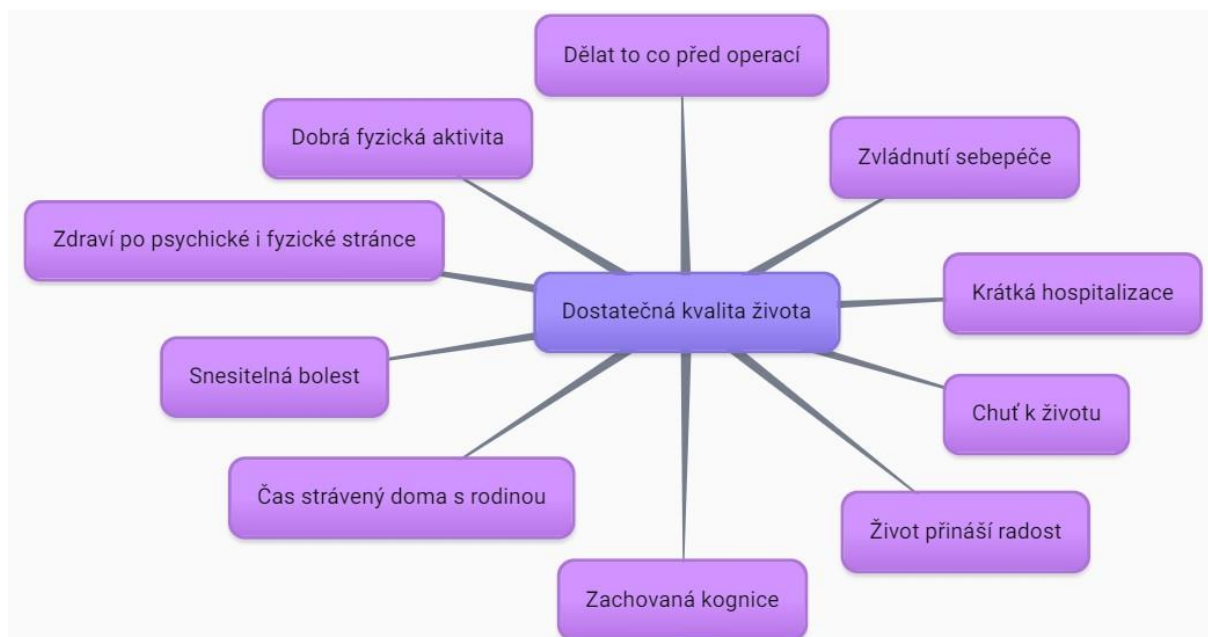 Dělat to co před operací
Dobrá fyzická aktivita
Zvládnutí sebepéče
Zdraví po psychické i fyzické stránce
Krátká hospitalizace
Dostatečná kvalita života
Snesitelná bolest
Chuť k životu
Čas strávený doma s rodinou
Život přináší radost
Zachovaná kognice